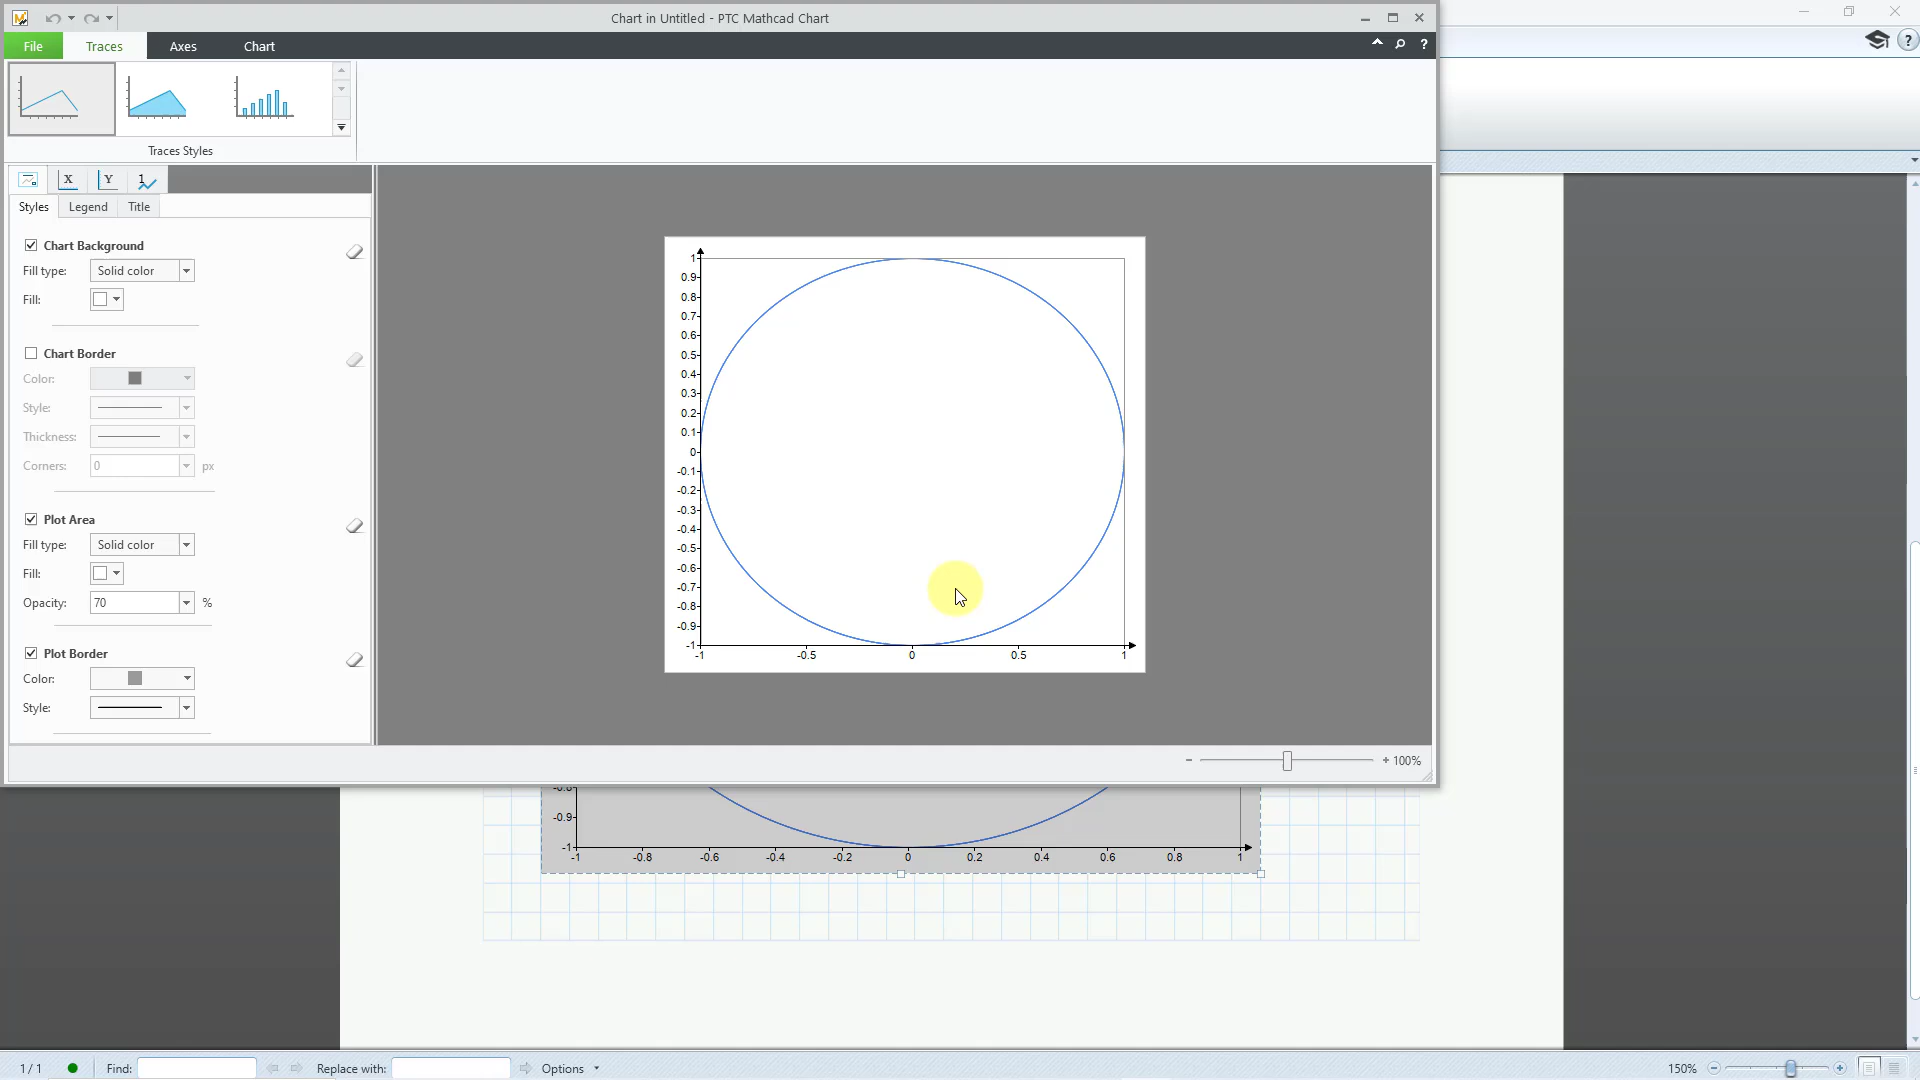 Chart in Untitled - PTC Mathcad Chart
File Traces Axes Chart
?
?
Traces Styles
X Y 1
Styles Legend Title
Chart Background
Fill type: Solid color
Fill:
Chart Border
Color:
Style:
Thickness:
Corners: 0 px
Plot Area
Fill type: Solid color
Fill:
Opacity: 70 %
Plot Border
Color:
Style:
1
0.9
0.8
0.7
0.6
0.5
0.4
0.3
0.2
0.1
0
-0.1
-0.2
-0.3
-0.4
-0.5
-0.6
-0.7
-0.8
-0.9
-1
-1 -0.5 0 0.5 1
- + 100%
-0.8
-0.9
-1
-1 -0.8 -0.6 -0.4 -0.2 0 0.2 0.4 0.6 0.8 1
1 / 1 Find: Replace with: Options 150%